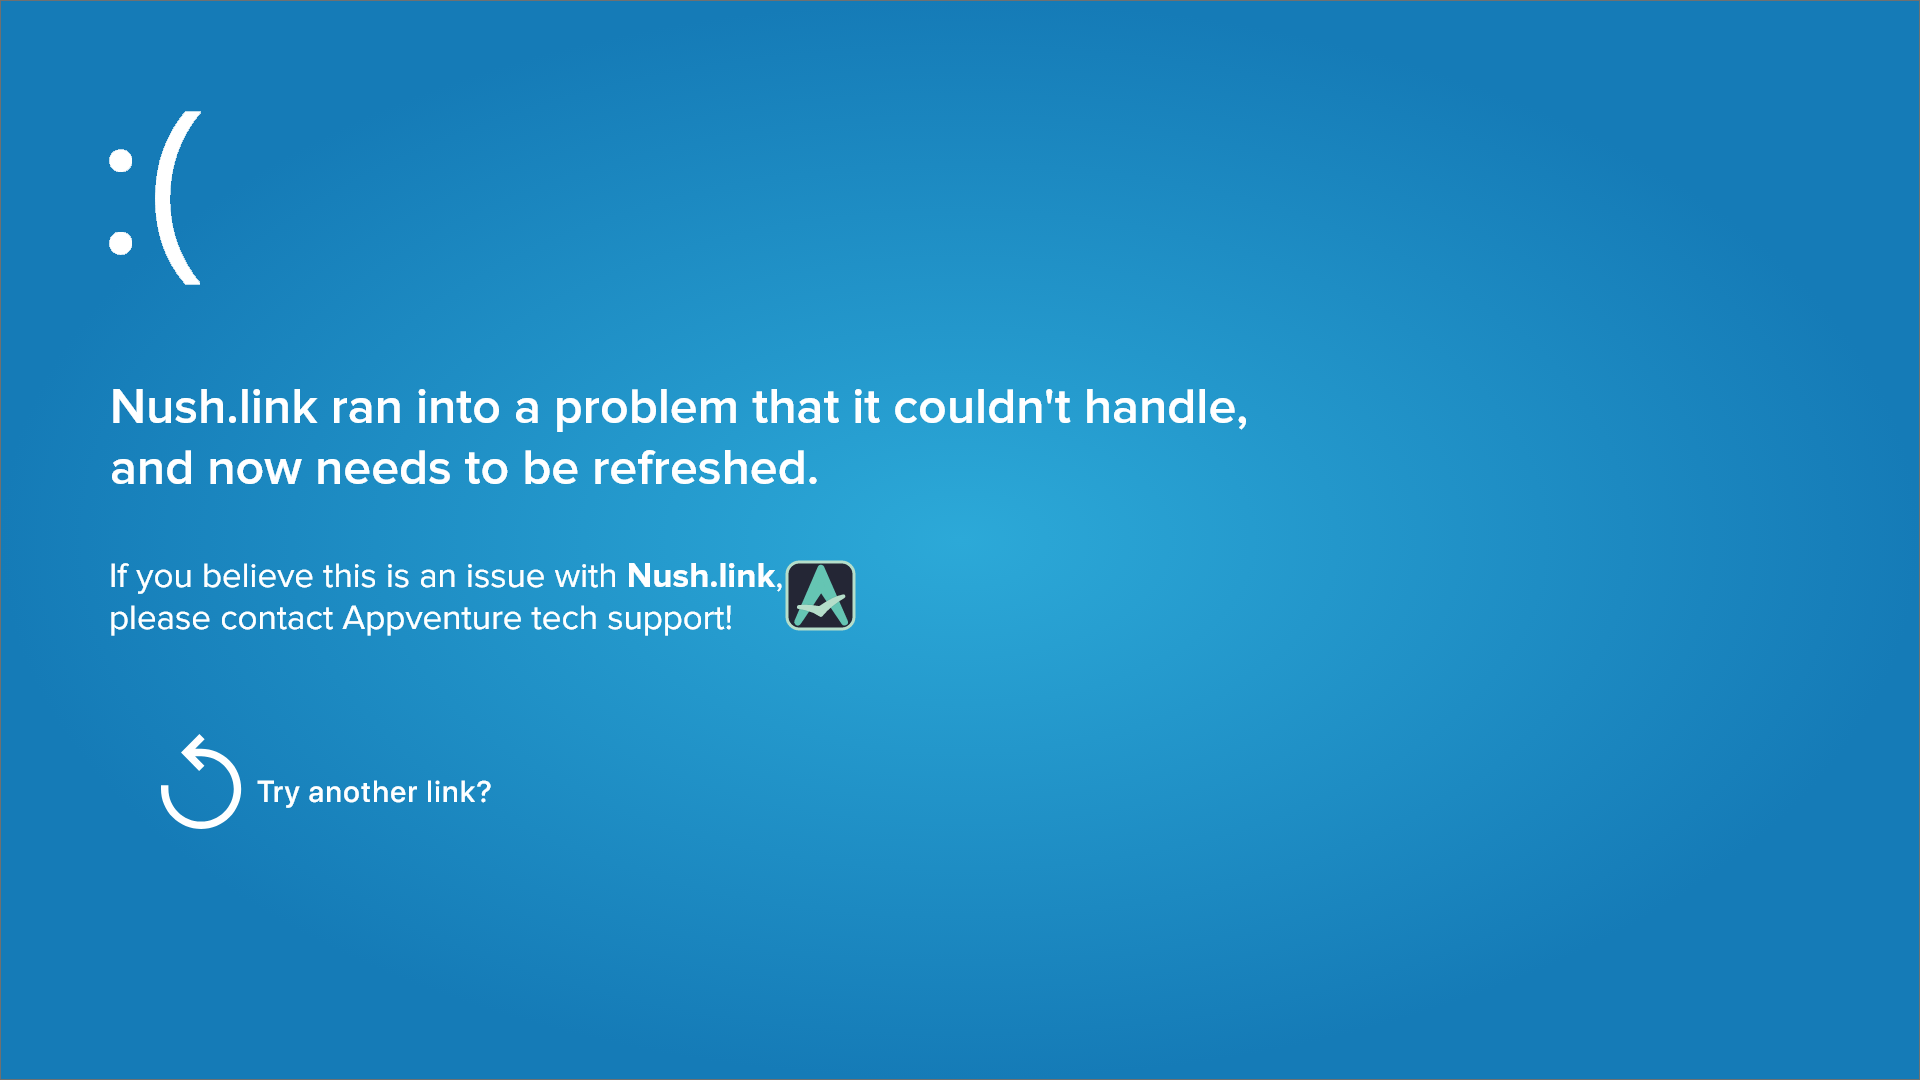 :(
Nush.link ran into a problem that it couldn't handle,
and now needs to be refreshed.
If you believe this is an issue with Nush.link,
please contact Appventure tech support!
Try another link?